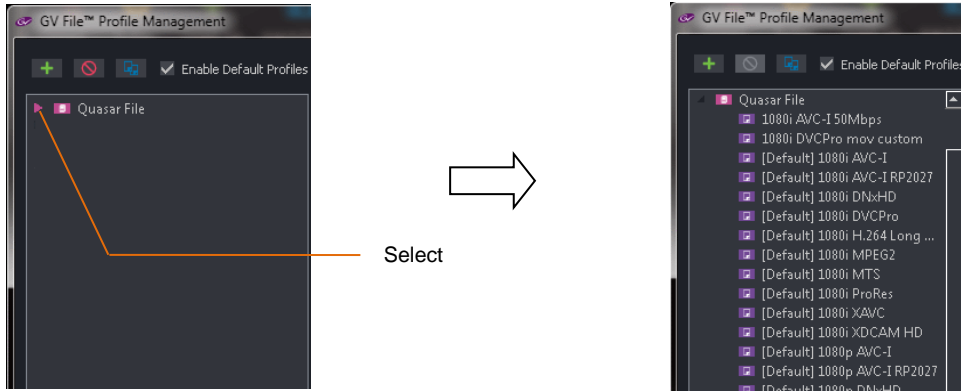 GV File™ Profile Management
Enable Default Profiles
Quasar File
Select
GV File™ Profile Management
Enable Default Profiles
Quasar File
1080i AVC-I 50Mbps
1080i DVCPro mov custom
[Default] 1080i AVC-I
[Default] 1080i AVC-I RP2027
[Default] 1080i DNxHD
[Default] 1080i DVCPro
[Default] 1080i H.264 Long ...
[Default] 1080i MPEG2
[Default] 1080i MTS
[Default] 1080i ProRes
[Default] 1080i XAVC
[Default] 1080i XDCAM HD
[Default] 1080p AVC-I
[Default] 1080p AVC-I RP2027
[Default] 1080p DNxHD